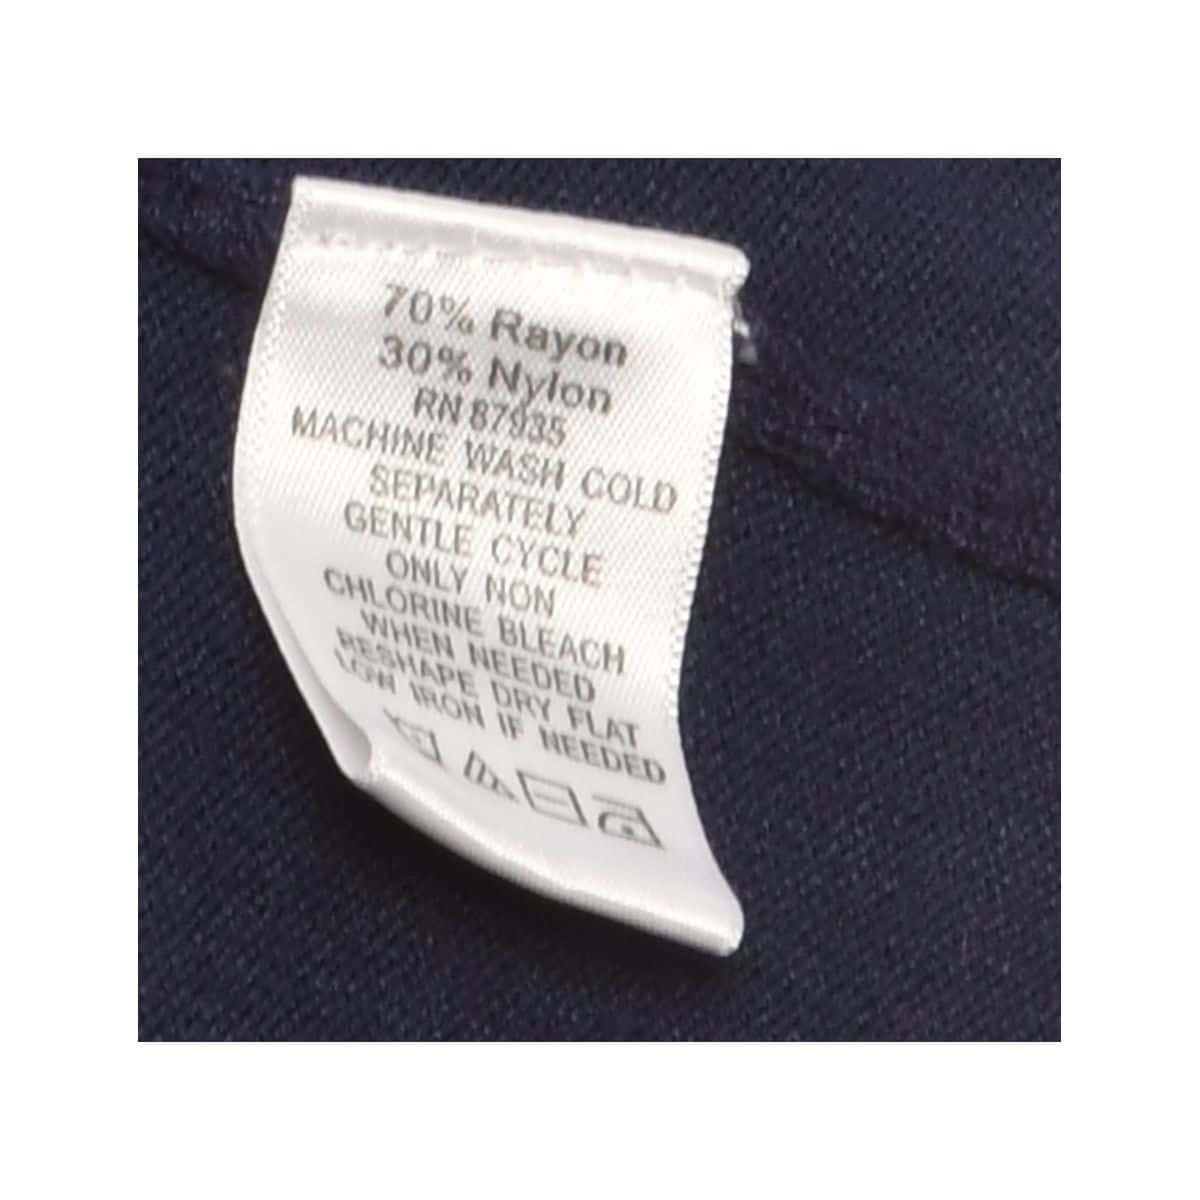 70% Rayon
30% Nylon
RN 87935
MACHINE WASH COLD
SEPARATELY
GENTLE CYCLE
ONLY NON
CHLORINE BLEACH
WHEN NEEDED
RESHAPE DRY FLAT
LOW IRON IF NEEDED